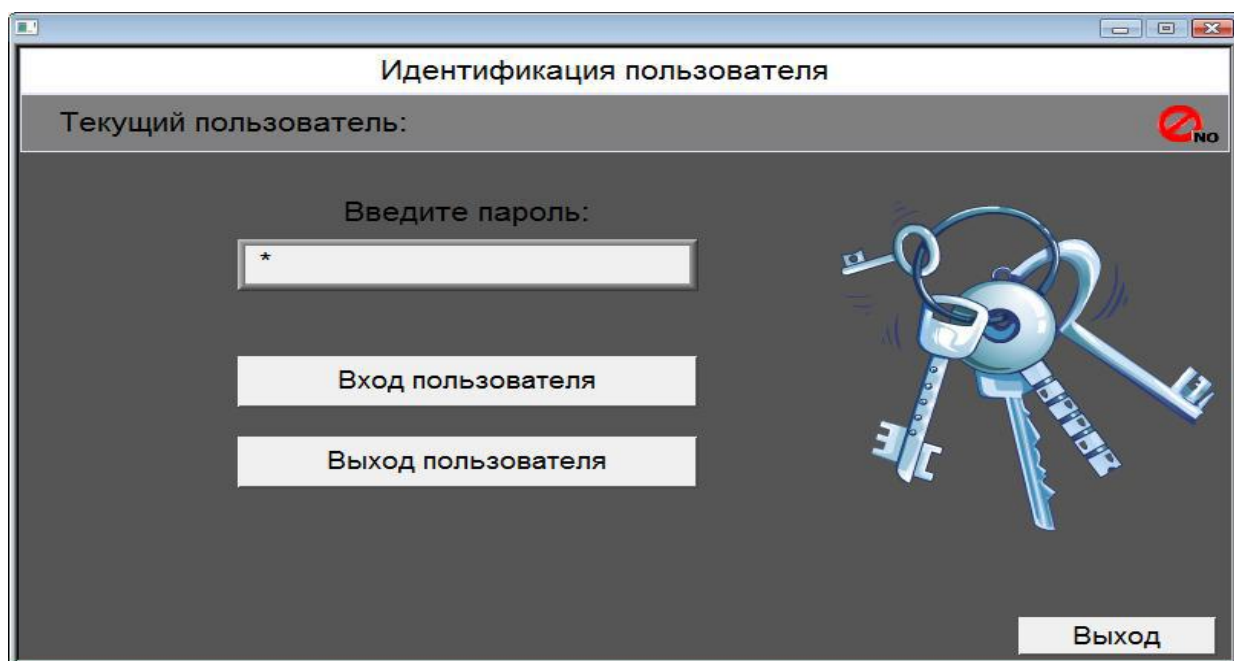 Идентификация пользователя
Текущий пользователь:
NO
Введите пароль:
*
Вход пользователя
Выход пользователя
Выход